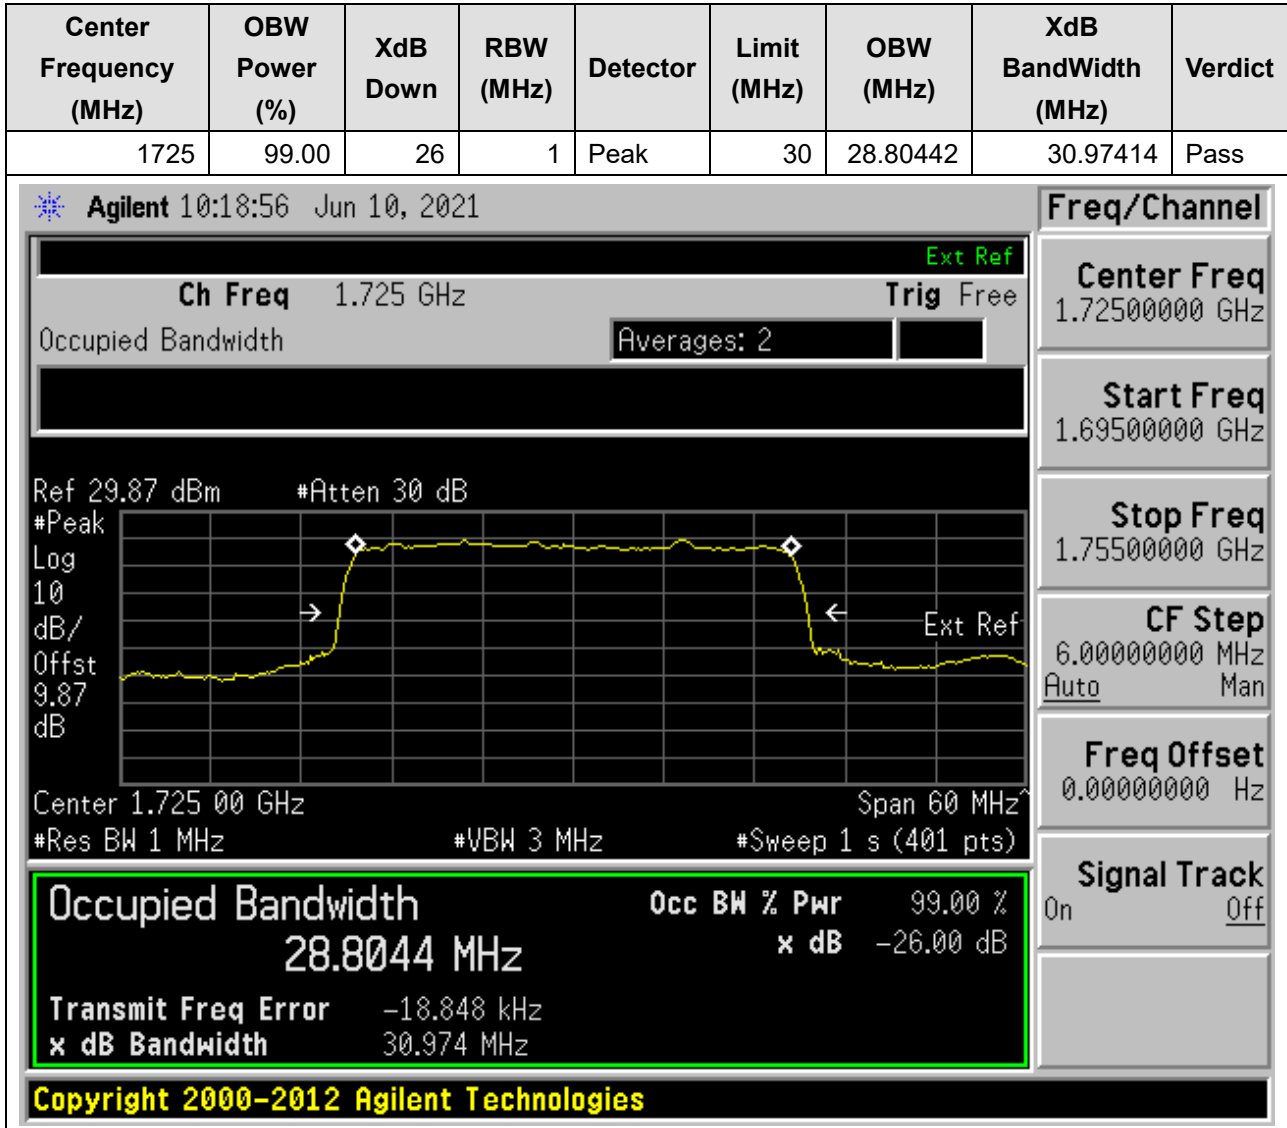 Center Frequency (MHz) OBW Power (%) XdB Down RBW (MHz) Detector Limit (MHz) OBW (MHz) XdB BandWidth (MHz) Verdict
1725 99.00 26 1 Peak 30 28.80442 30.97414 Pass
Agilent 10:18:56 Jun 10, 2021
Freq/Channel
Ext Ref
Ch Freq 1.725 GHz Trig Free
Occupied Bandwidth Averages: 2
Center Freq
1.72500000 GHz
Start Freq
1.69500000 GHz
Stop Freq
1.75500000 GHz
CF Step
6.00000000 MHz
Auto Man
Freq Offset
0.00000000 Hz
Signal Track
On Off
Ref 29.87 dBm #Atten 30 dB
#Peak
Log
10
dB/
Offst
9.87
dB
Ext Ref
Center 1.725 00 GHz Span 60 MHz^
#Res BW 1 MHz #VBW 3 MHz #Sweep 1 s (401 pts)
Occupied Bandwidth
28.8044 MHz
Occ BW % Pwr 99.00 %
x dB -26.00 dB
Transmit Freq Error -18.848 kHz
x dB Bandwidth 30.974 MHz
Copyright 2000-2012 Agilent Technologies